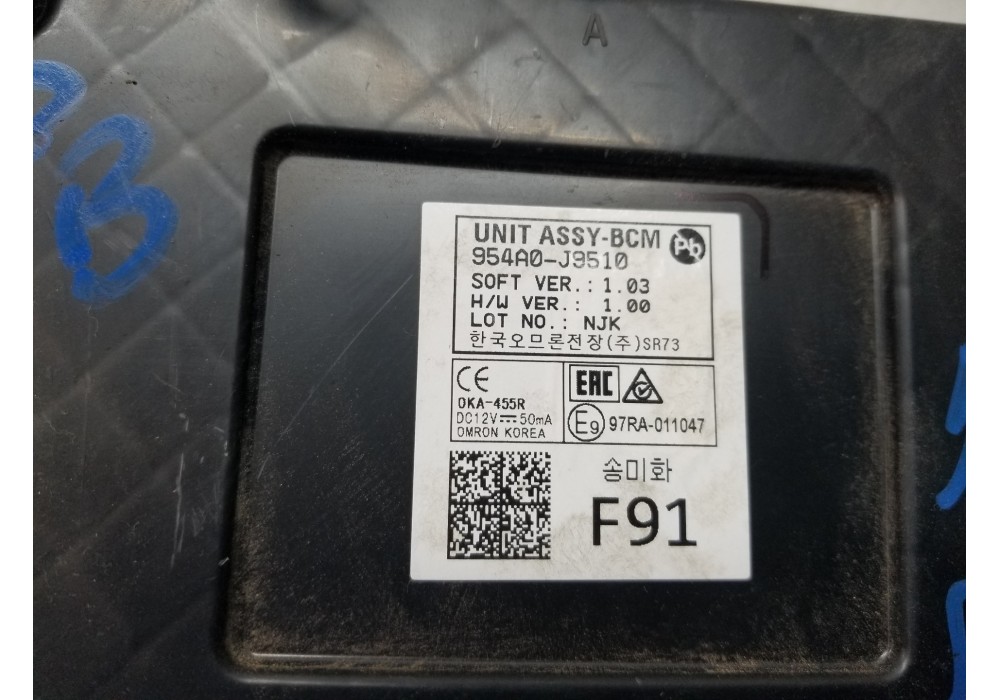 A
B
UNIT ASSY-BCM
Pb
954A0-J9510
SOFT VER.: 1.03
H/W VER.: 1.00
LOT NO.: NJK
한국오므론전장(주)SR73
CE
OKA-455R
DC12V⎓50mA
OMRON KOREA
EAC
E9 97RA-011047
송미화
F91